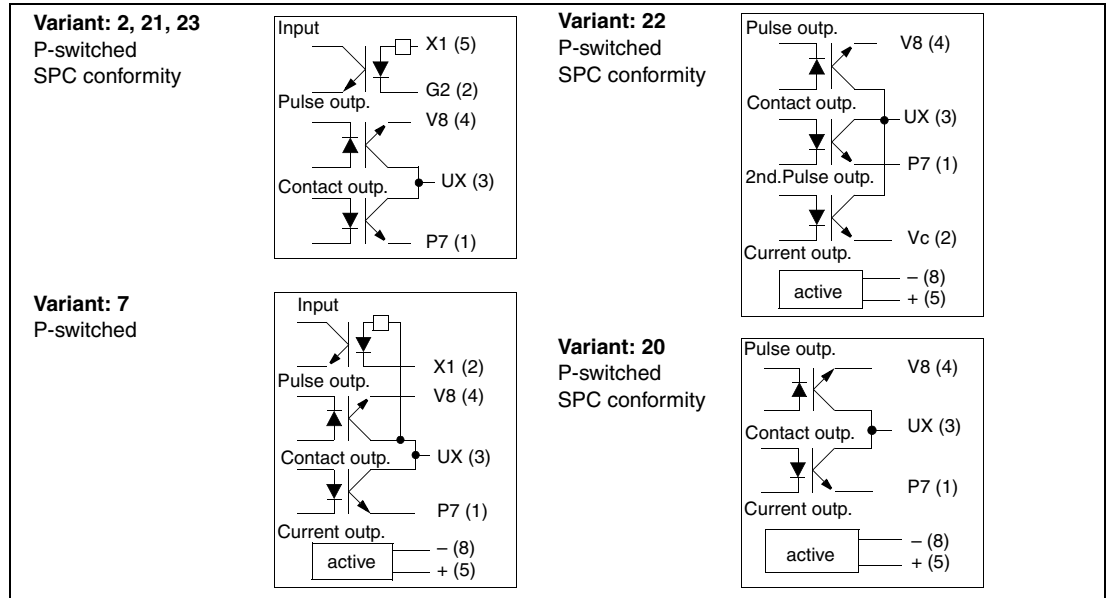 Variant: 2, 21, 23
P-switched
SPC conformity
Input
X1 (5)
G2 (2)
Pulse outp.
V8 (4)
UX (3)
Contact outp.
P7 (1)
Variant: 22
P-switched
SPC conformity
Pulse outp.
V8 (4)
Contact outp.
UX (3)
P7 (1)
2nd.Pulse outp.
Vc (2)
Current outp.
active
– (8)
+ (5)
Variant: 7
P-switched
Input
X1 (2)
Pulse outp.
V8 (4)
Contact outp.
UX (3)
P7 (1)
Current outp.
active
– (8)
+ (5)
Variant: 20
P-switched
SPC conformity
Pulse outp.
V8 (4)
Contact outp.
UX (3)
P7 (1)
Current outp.
active
– (8)
+ (5)